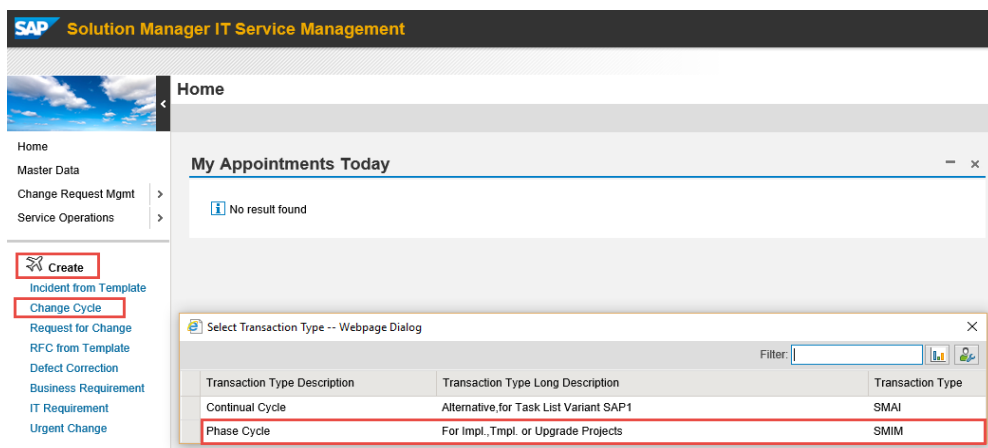 SAP Solution Manager IT Service Management
Home
Home
Master Data
Change Request Mgmt
Service Operations
My Appointments Today
No result found
Create
Incident from Template
Change Cycle
Request for Change
RFC from Template
Defect Correction
Business Requirement
IT Requirement
Urgent Change
Select Transaction Type -- Webpage Dialog
Filter:
Transaction Type Description Transaction Type Long Description Transaction Type
Continual Cycle Alternative,for Task List Variant SAP1 SMAI
Phase Cycle For Impl.,Tmpl. or Upgrade Projects SMIM